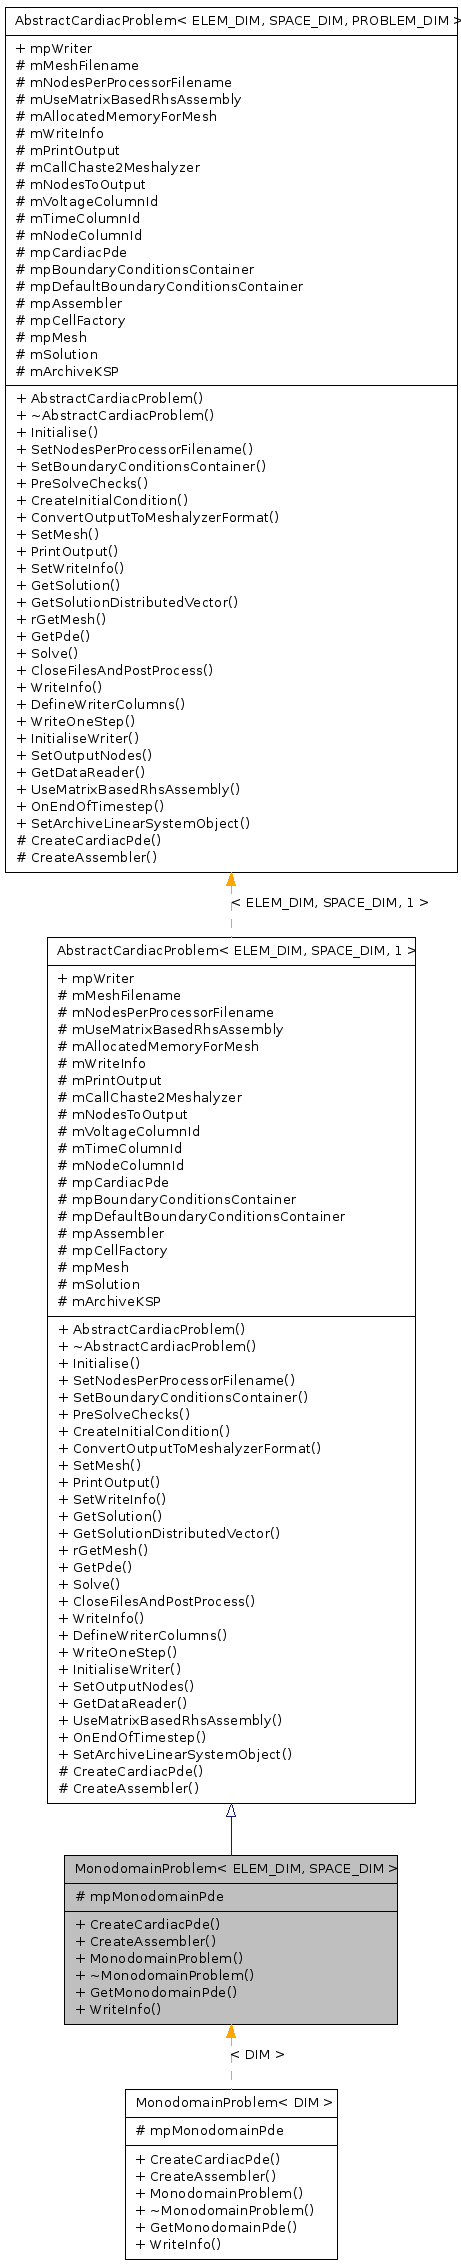 AbstractCardiacProblem< ELEM_DIM, SPACE_DIM, PROBLEM_DIM >
+ mpWriter
# mMeshFilename
# mNodesPerProcessorFilename
# mUseMatrixBasedRhsAssembly
# mAllocatedMemoryForMesh
# mWriteInfo
# mPrintOutput
# mCallChaste2Meshalyzer
# mNodesToOutput
# mVoltageColumnId
# mTimeColumnId
# mNodeColumnId
# mpCardiacPde
# mpBoundaryConditionsContainer
# mpDefaultBoundaryConditionsContainer
# mpAssembler
# mpCellFactory
# mpMesh
# mSolution
# mArchiveKSP
+ AbstractCardiacProblem()
+ ~AbstractCardiacProblem()
+ Initialise()
+ SetNodesPerProcessorFilename()
+ SetBoundaryConditionsContainer()
+ PreSolveChecks()
+ CreateInitialCondition()
+ ConvertOutputToMeshalyzerFormat()
+ SetMesh()
+ PrintOutput()
+ SetWriteInfo()
+ GetSolution()
+ GetSolutionDistributedVector()
+ rGetMesh()
+ GetPde()
+ Solve()
+ CloseFilesAndPostProcess()
+ WriteInfo()
+ DefineWriterColumns()
+ WriteOneStep()
+ InitialiseWriter()
+ SetOutputNodes()
+ GetDataReader()
+ UseMatrixBasedRhsAssembly()
+ OnEndOfTimestep()
+ SetArchiveLinearSystemObject()
# CreateCardiacPde()
# CreateAssembler()
< ELEM_DIM, SPACE_DIM, 1 >
AbstractCardiacProblem< ELEM_DIM, SPACE_DIM, 1 >
+ mpWriter
# mMeshFilename
# mNodesPerProcessorFilename
# mUseMatrixBasedRhsAssembly
# mAllocatedMemoryForMesh
# mWriteInfo
# mPrintOutput
# mCallChaste2Meshalyzer
# mNodesToOutput
# mVoltageColumnId
# mTimeColumnId
# mNodeColumnId
# mpCardiacPde
# mpBoundaryConditionsContainer
# mpDefaultBoundaryConditionsContainer
# mpAssembler
# mpCellFactory
# mpMesh
# mSolution
# mArchiveKSP
+ AbstractCardiacProblem()
+ ~AbstractCardiacProblem()
+ Initialise()
+ SetNodesPerProcessorFilename()
+ SetBoundaryConditionsContainer()
+ PreSolveChecks()
+ CreateInitialCondition()
+ ConvertOutputToMeshalyzerFormat()
+ SetMesh()
+ PrintOutput()
+ SetWriteInfo()
+ GetSolution()
+ GetSolutionDistributedVector()
+ rGetMesh()
+ GetPde()
+ Solve()
+ CloseFilesAndPostProcess()
+ WriteInfo()
+ DefineWriterColumns()
+ WriteOneStep()
+ InitialiseWriter()
+ SetOutputNodes()
+ GetDataReader()
+ UseMatrixBasedRhsAssembly()
+ OnEndOfTimestep()
+ SetArchiveLinearSystemObject()
# CreateCardiacPde()
# CreateAssembler()
MonodomainProblem< ELEM_DIM, SPACE_DIM >
# mpMonodomainPde
+ CreateCardiacPde()
+ CreateAssembler()
+ MonodomainProblem()
+ ~MonodomainProblem()
+ GetMonodomainPde()
+ WriteInfo()
< DIM >
MonodomainProblem< DIM >
# mpMonodomainPde
+ CreateCardiacPde()
+ CreateAssembler()
+ MonodomainProblem()
+ ~MonodomainProblem()
+ GetMonodomainPde()
+ WriteInfo()